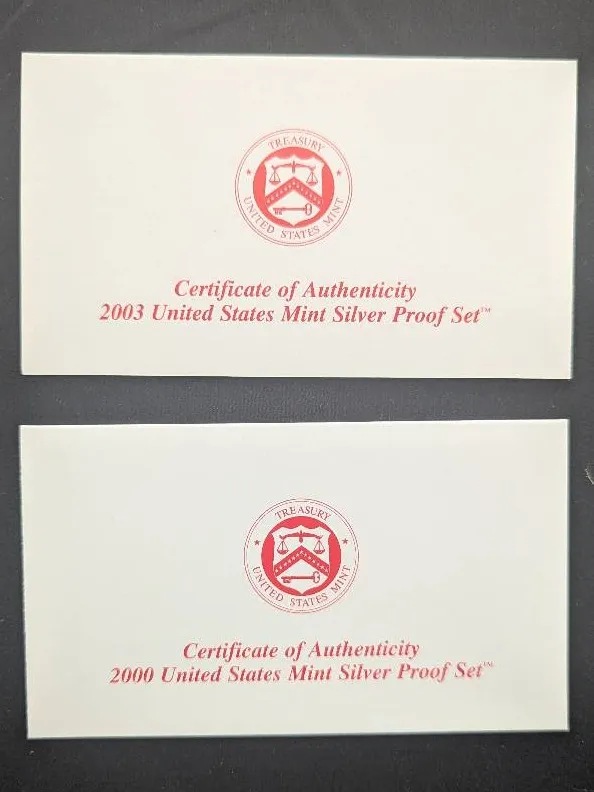 TREASURY
UNITED STATES MINT
Certificate of Authenticity
2003 United States Mint Silver Proof Set™
TREASURY
UNITED STATES MINT
Certificate of Authenticity
2000 United States Mint Silver Proof Set™